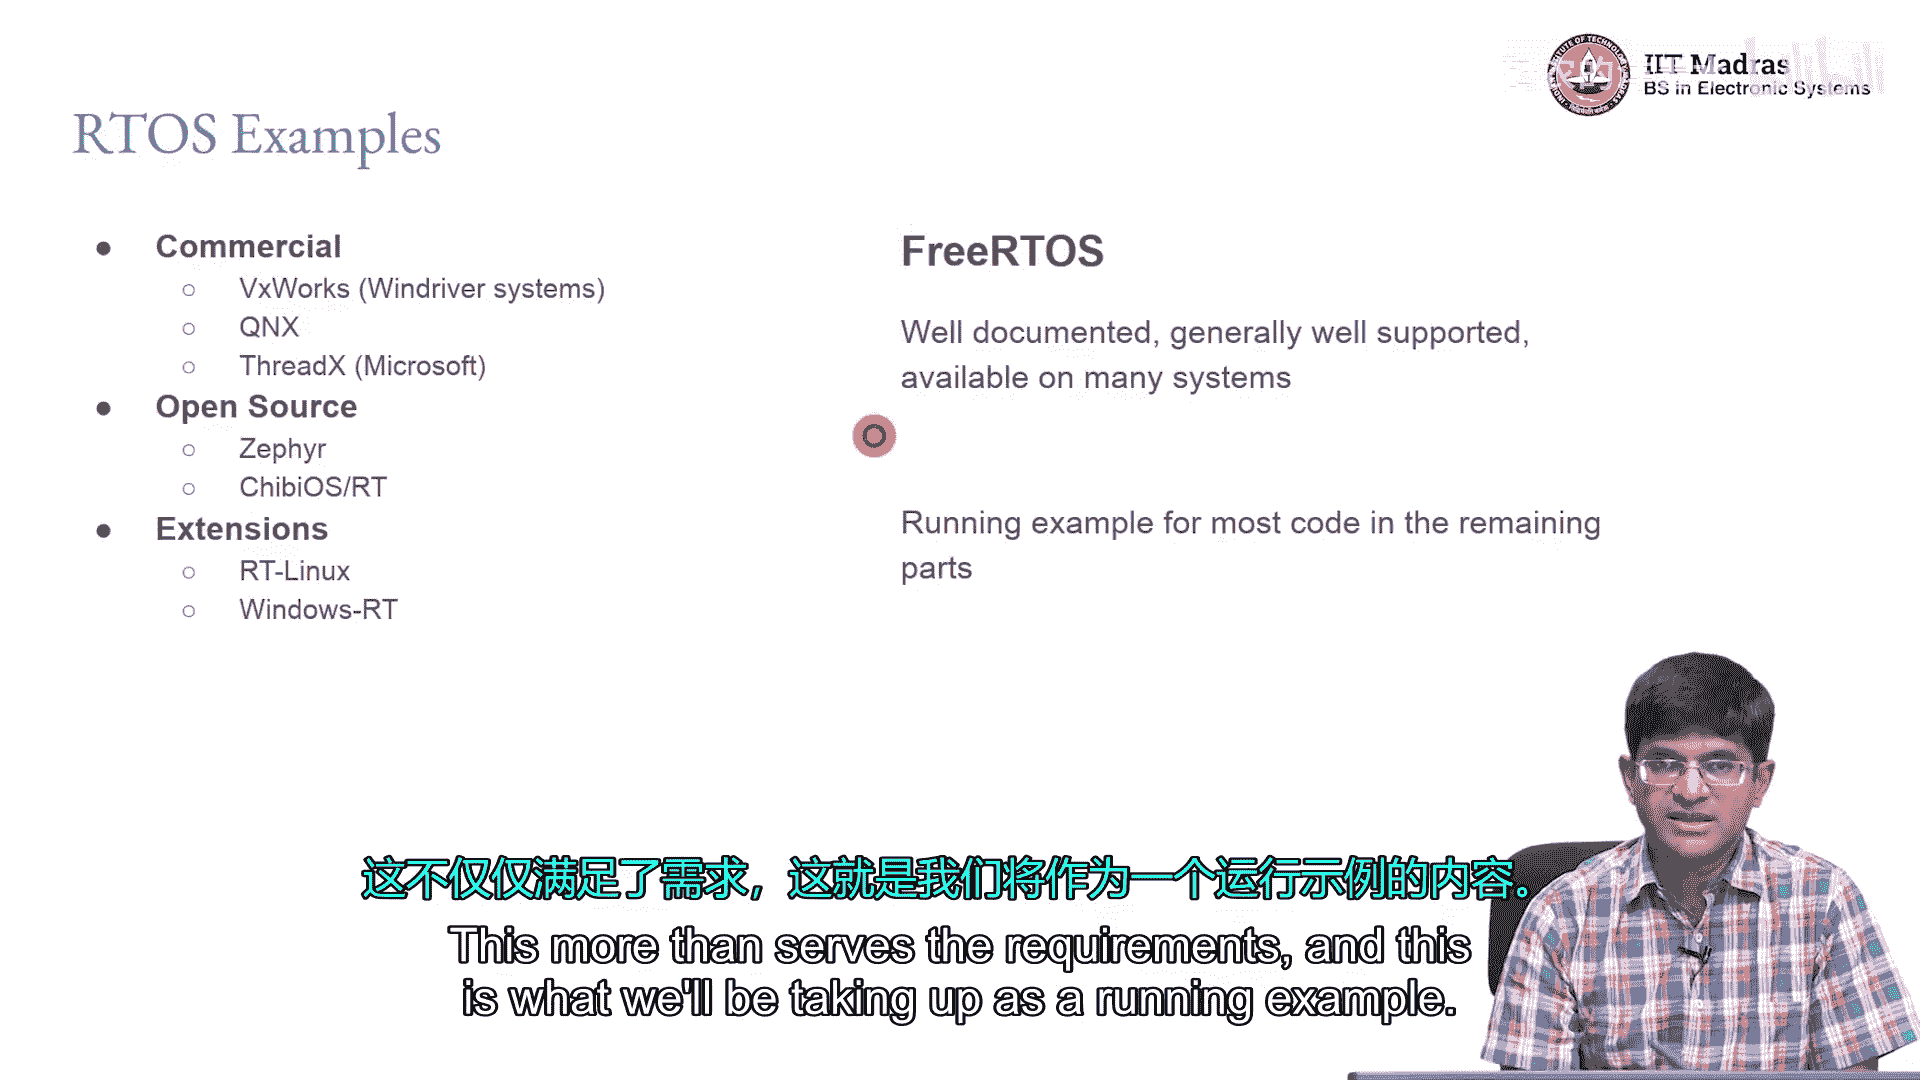 IIT Madras
BS in Electronic Systems
RTOS Examples
● Commercial
○ VxWorks (Windriver systems)
○ QNX
○ ThreadX (Microsoft)
● Open Source
○ Zephyr
○ ChibiOS/RT
● Extensions
○ RT-Linux
○ Windows-RT
FreeRTOS
Well documented, generally well supported,
available on many systems
Running example for most code in the remaining
parts
这不仅仅满足了需求，这就是我们将作为一个运行示例的内容。
This more than serves the requirements, and this
is what we'll be taking up as a running example.